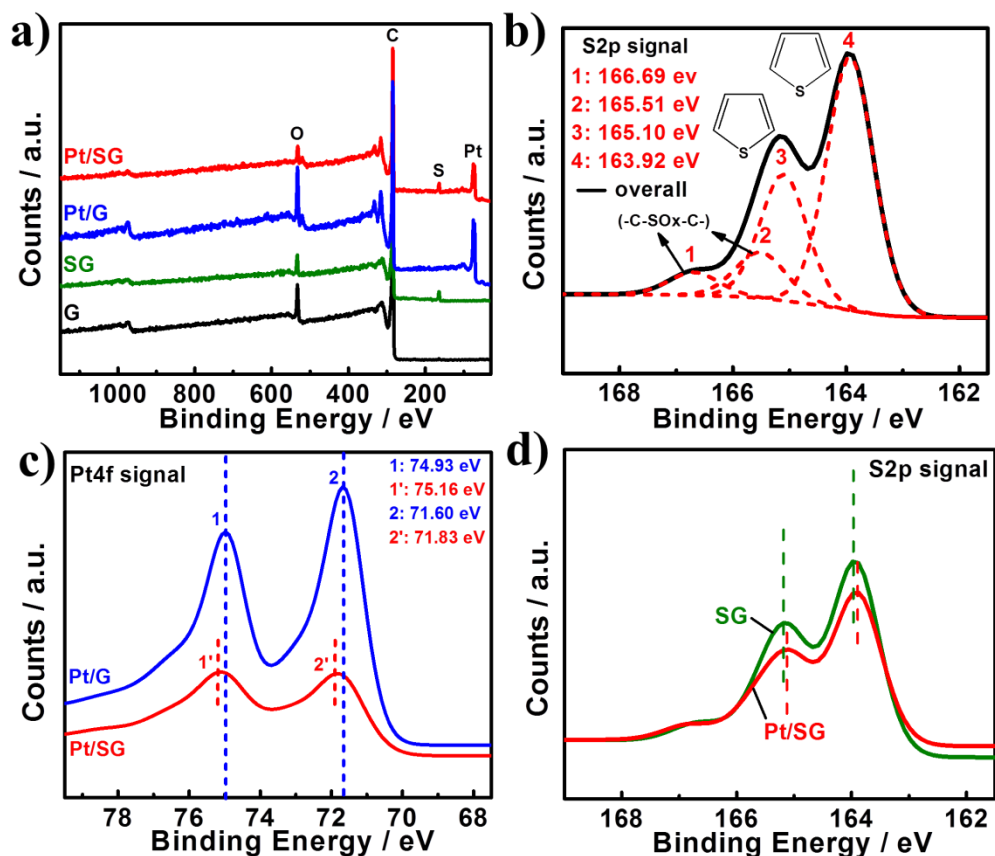 a)
C
O
S
Pt
Pt/SG
Pt/G
SG
G
Counts / a.u.
1000 800 600 400 200
Binding Energy / eV
b)
S2p signal
1: 166.69 ev
2: 165.51 eV
3: 165.10 eV
4: 163.92 eV
overall
(-C-SOx-C-)
S
S
1
2
3
4
Counts / a.u.
168 166 164 162
Binding Energy / eV
c)
Pt4f signal
1: 74.93 eV
1': 75.16 eV
2: 71.60 eV
2': 71.83 eV
1
2
1'
2'
Pt/G
Pt/SG
Counts / a.u.
78 76 74 72 70 68
Binding Energy / eV
d)
S2p signal
SG
Pt/SG
Counts / a.u.
168 166 164 162
Binding Energy / eV